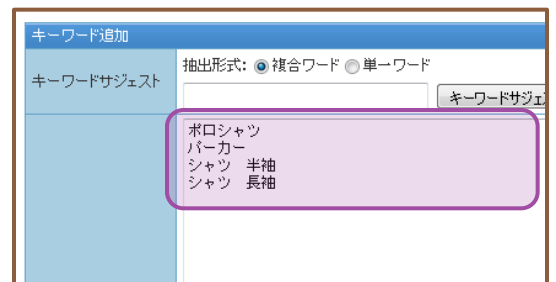 キーワード追加
抽出形式: 複合ワード 単一ワード
キーワードサジェスト
キーワードサジェ
ポロシャツ
パーカー
シャツ　半袖
シャツ　長袖